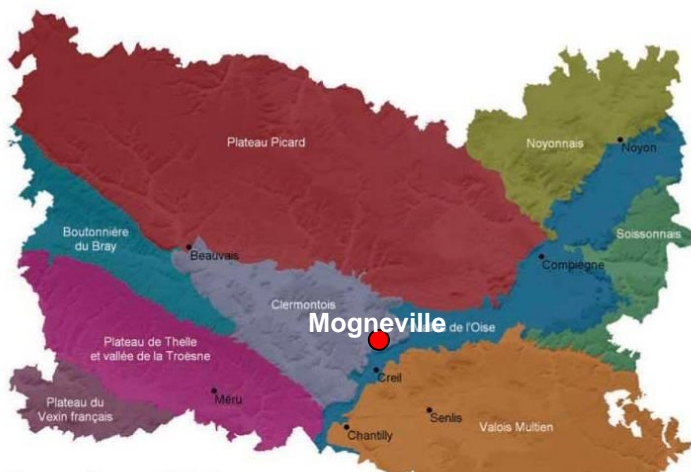 Plateau Picard
Noyonnais
Noyon
Boutonnière
du Bray
Beauvais
Soissonnais
Compiègne
Clermontois
Mogneville
de l'Oise
Plateau de Thelle
et vallée de la Troësne
Creil
Méru
Plateau du
Vexin français
Senlis
Chantilly
Valois Multien